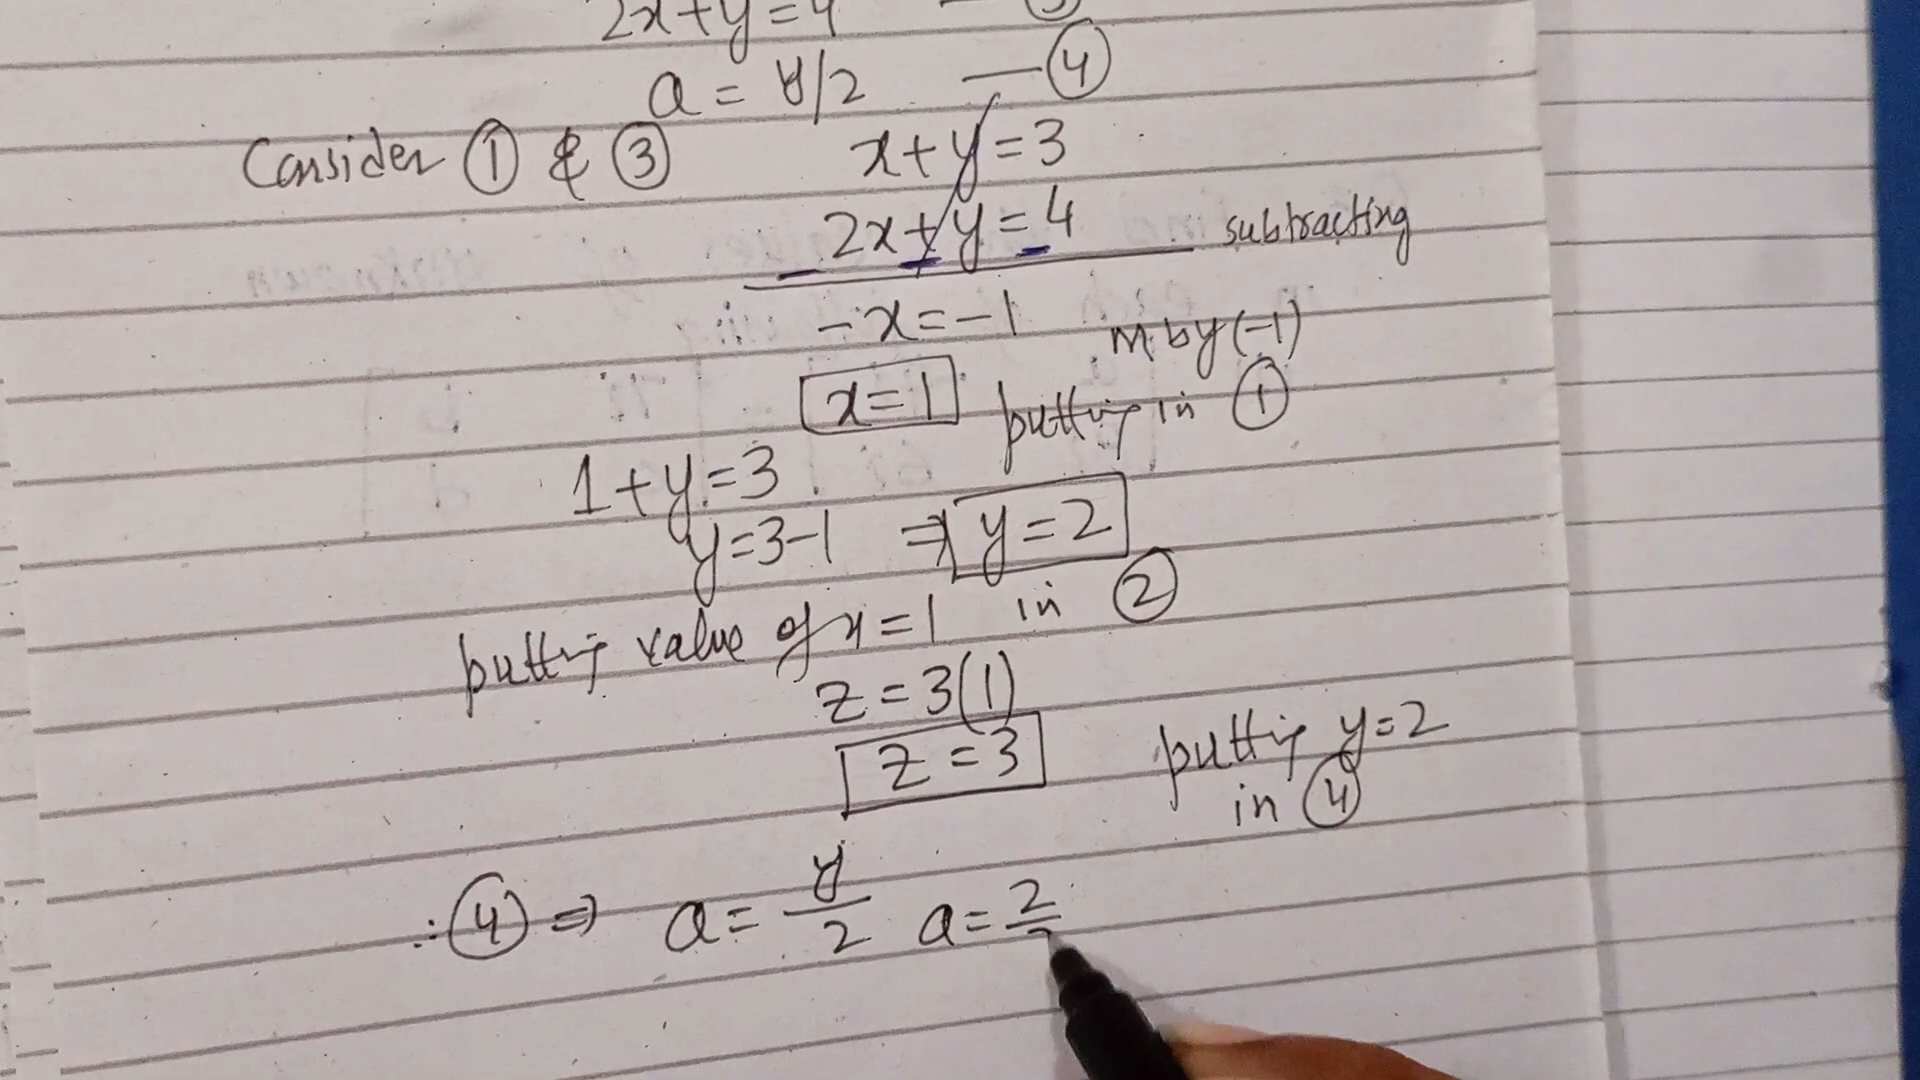 2x+y=4 — ③
a = y/2 — ④
Consider ① & ③ x+y=3
2x+y=4 subtracting
- - -
-x=-1 m by (-1)
x=1 putting in ①
1+y=3
y=3-1 ⇒ y=2
putting value of x=1 in ②
z=3(1)
z=3 putting y=2
in ④
∴ ④ ⇒ a= y/2 a= 2/